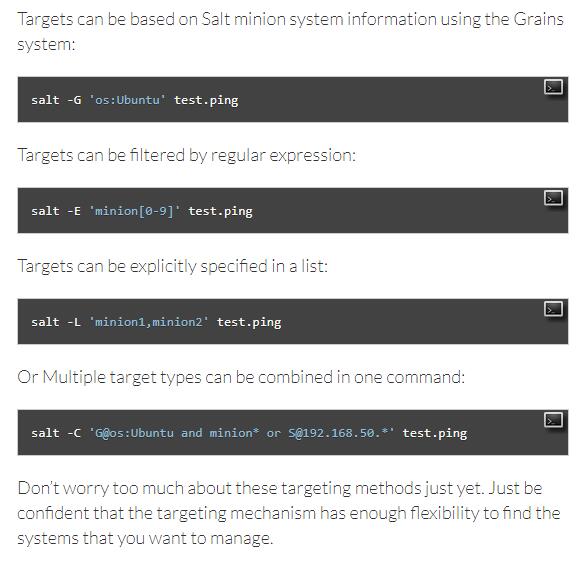 Targets can be based on Salt minion system information using the Grains
system:
salt -G 'os:Ubuntu' test.ping
Targets can be filtered by regular expression:
salt -E 'minion[0-9]' test.ping
Targets can be explicitly specified in a list:
salt -L 'minion1,minion2' test.ping
Or Multiple target types can be combined in one command:
salt -C 'G@os:Ubuntu and minion* or S@192.168.50.*' test.ping
Don’t worry too much about these targeting methods just yet. Just be
confident that the targeting mechanism has enough flexibility to find the
systems that you want to manage.